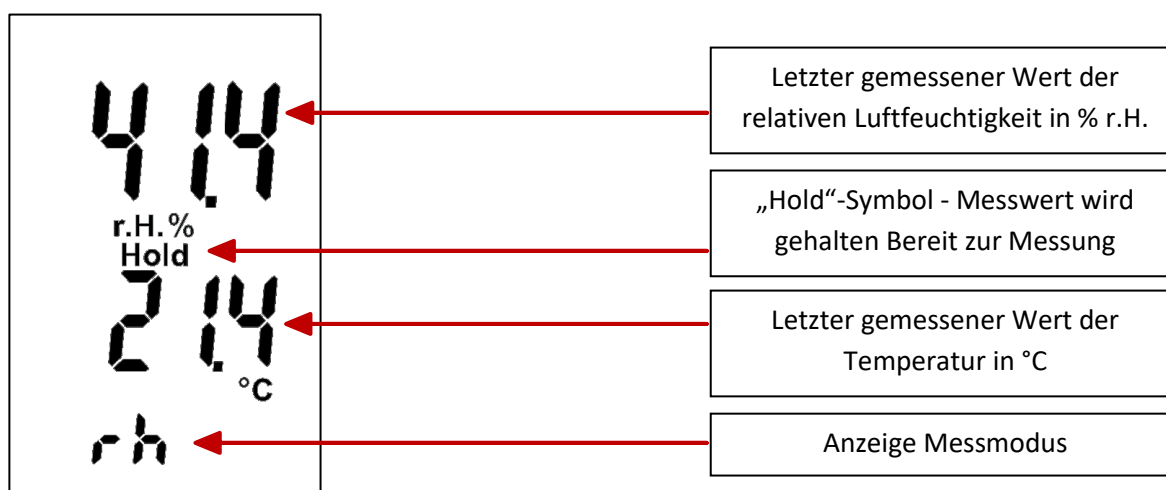 41.4
Letzter gemessener Wert der
relativen Luftfeuchtigkeit in % r.H.
r.H.%
Hold
„Hold“-Symbol - Messwert wird
gehalten Bereit zur Messung
21.4
°C
Letzter gemessener Wert der
Temperatur in °C
rh
Anzeige Messmodus